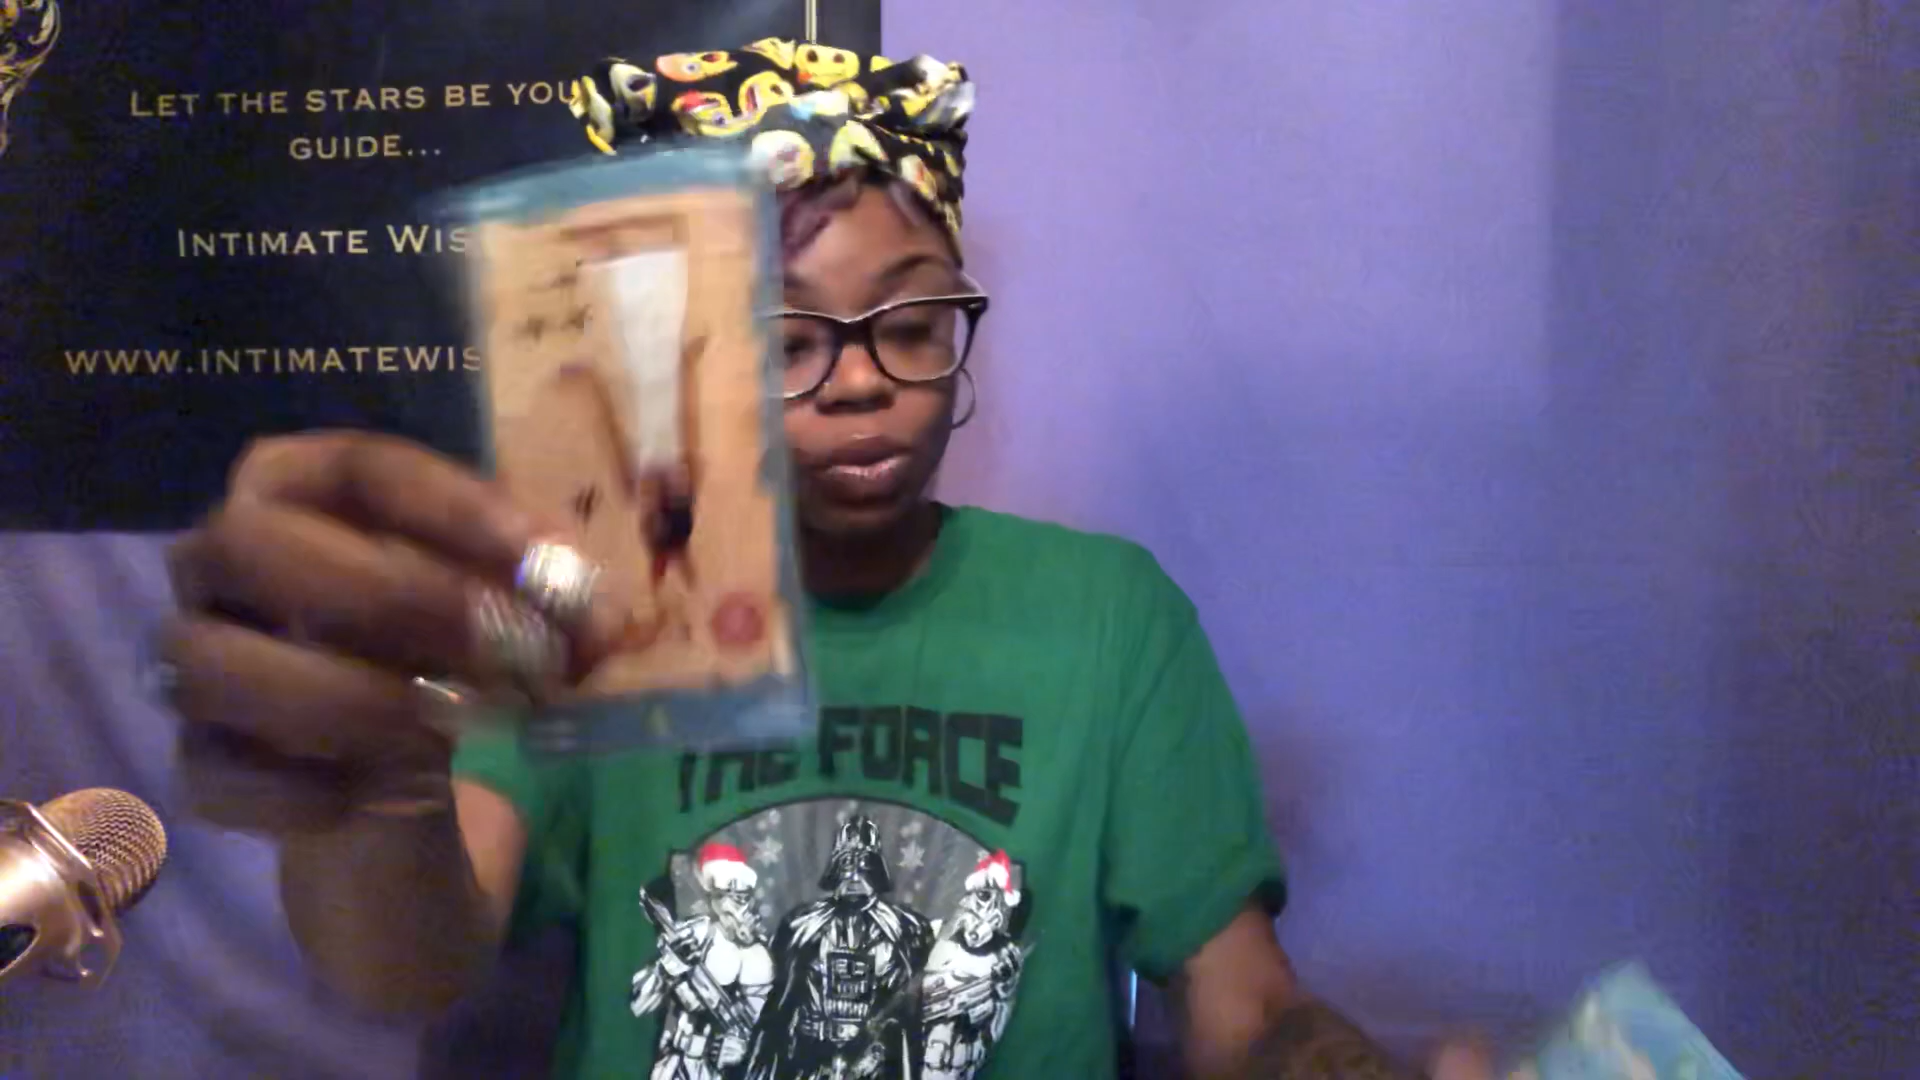 LET THE STARS BE YOU
GUIDE...
INTIMATE WIS
WWW.INTIMATEWIS
THE FORCE